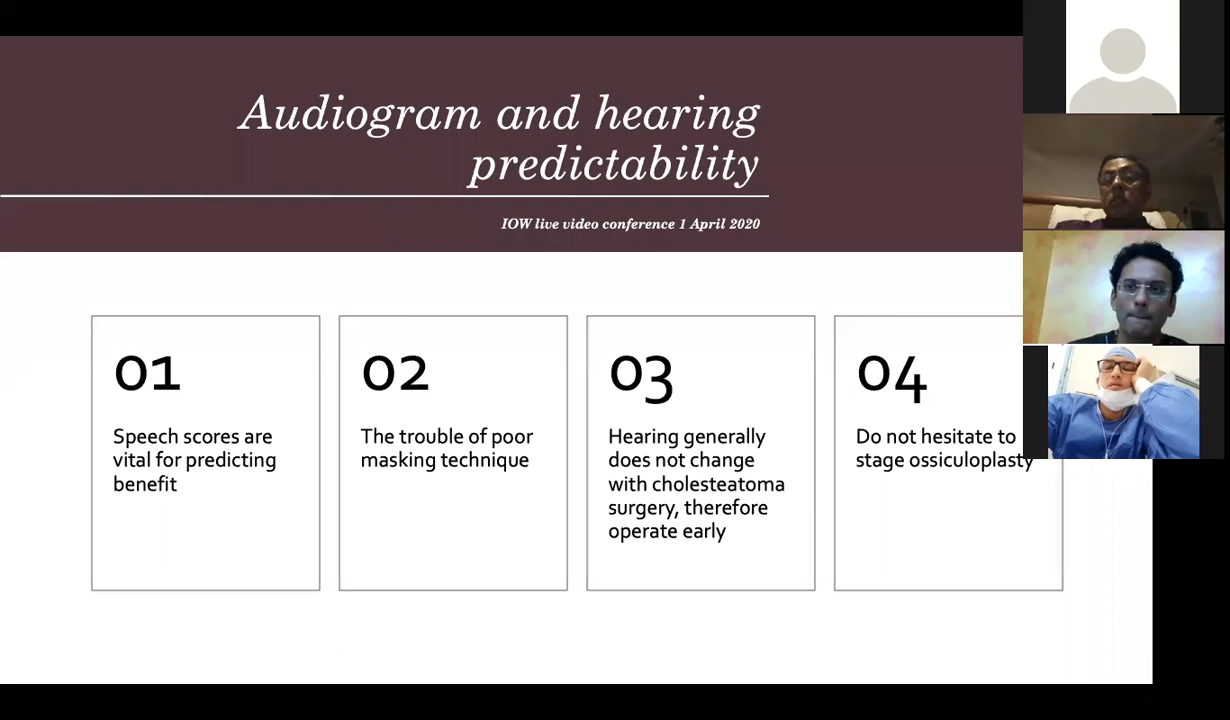 Audiogram and hearing
predictability
IOW live video conference 1 April 2020
01
Speech scores are
vital for predicting
benefit
02
The trouble of poor
masking technique
03
Hearing generally
does not change
with cholesteatoma
surgery, therefore
operate early
04
Do not hesitate to
stage ossiculoplasty